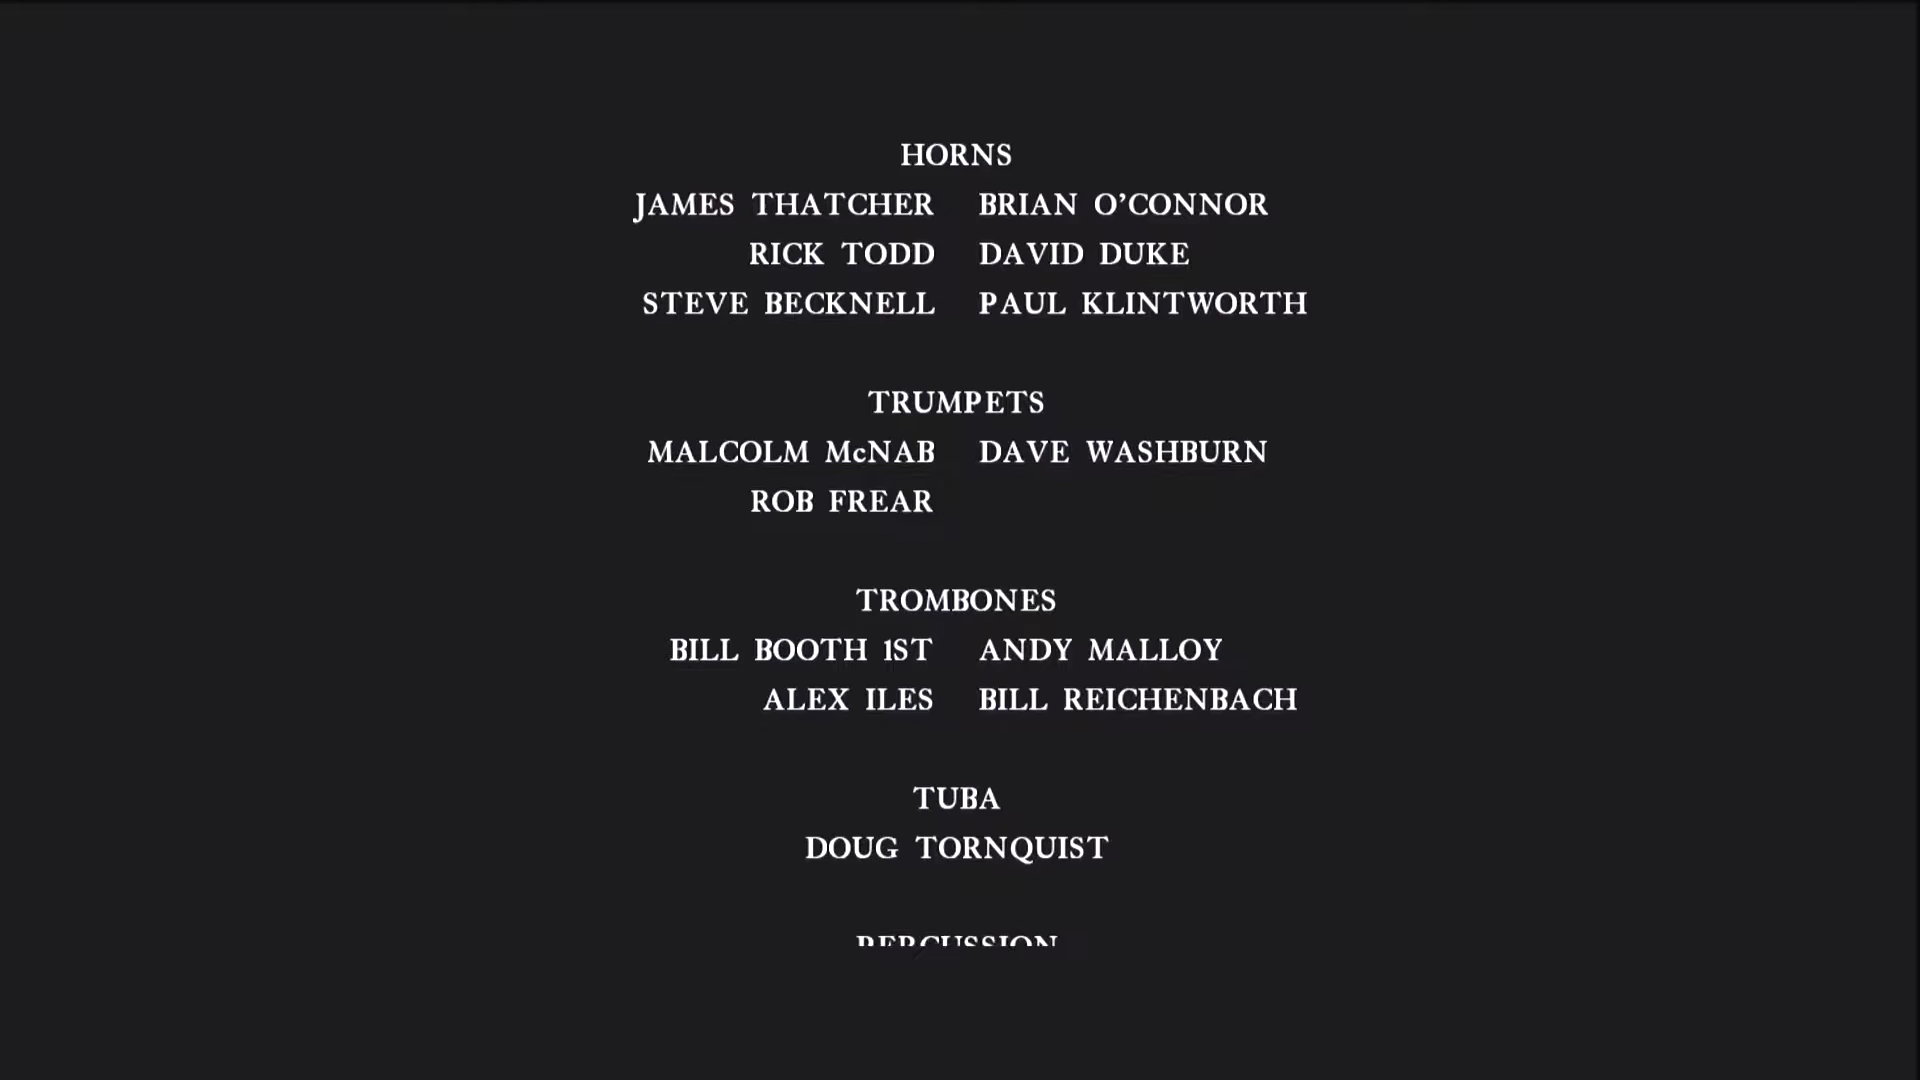 HORNS
JAMES THATCHER BRIAN O'CONNOR
RICK TODD DAVID DUKE
STEVE BECKNELL PAUL KLINTWORTH
TRUMPETS
MALCOLM McNAB DAVE WASHBURN
ROB FREAR
TROMBONES
BILL BOOTH 1ST ANDY MALLOY
ALEX ILES BILL REICHENBACH
TUBA
DOUG TORNQUIST
PERCUSSION